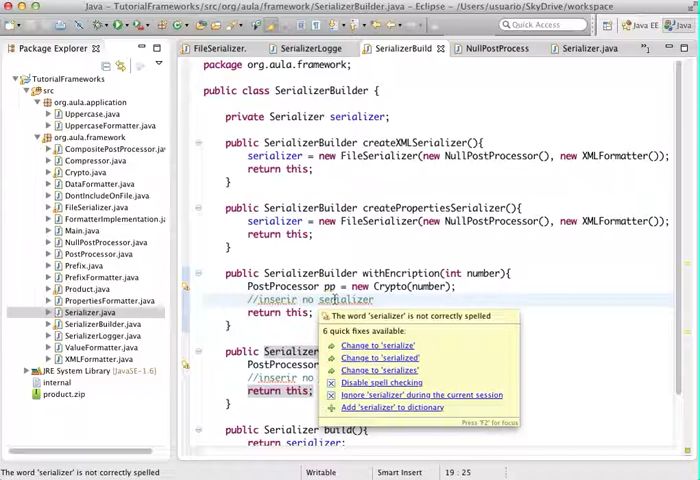 Java - TutorialFrameworks/src/org/aula/framework/SerializerBuilder.java - Eclipse - /Users/usuario/SkyDrive/workspace
Quick Access
Java EE
Java
Package Explorer
TutorialFrameworks
src
org.aula.application
Uppercase.java
UppercaseFormatter.java
org.aula.framework
CompositePostProcessor.java
Compressor.java
Crypto.java
DataFormatter.java
DontIncludeOnFile.java
FileSerializer.java
FormatterImplementation.ja
Main.java
NullPostProcessor.java
PostProcessor.java
Prefix.java
PrefixFormatter.java
Product.java
PropertiesFormatter.java
Serializer.java
SerializerBuilder.java
SerializerLogger.java
ValueFormatter.java
XMLFormatter.java
JRE System Library [JavaSE-1.6]
internal
product.zip
FileSerializer.
SerializerLogge
SerializerBuild
NullPostProcess
Serializer.java
package org.aula.framework;
public class SerializerBuilder {
private Serializer serializer;
public SerializerBuilder createXMLSerializer(){
serializer = new FileSerializer(new NullPostProcessor(), new XMLFormatter());
return this;
}
public SerializerBuilder createPropertiesSerializer(){
serializer = new FileSerializer(new NullPostProcessor(), new XMLFormatter());
return this;
}
public SerializerBuilder withEncription(int number){
PostProcessor pp = new Crypto(number);
//inserir no serializer
return this;
}
public Serializer
PostProcessor
//inserir no
return this;
}
public Serializer build(){
return serializer;
The word 'serializer' is not correctly spelled
6 quick fixes available:
Change to 'serialize'
Change to 'serialized'
Change to 'serializes'
Disable spell checking
Ignore 'serializer' during the current session
Add 'serializer' to dictionary
Press 'F2' for focus
The word 'serializer' is not correctly spelled
Writable
Smart Insert
19 : 25